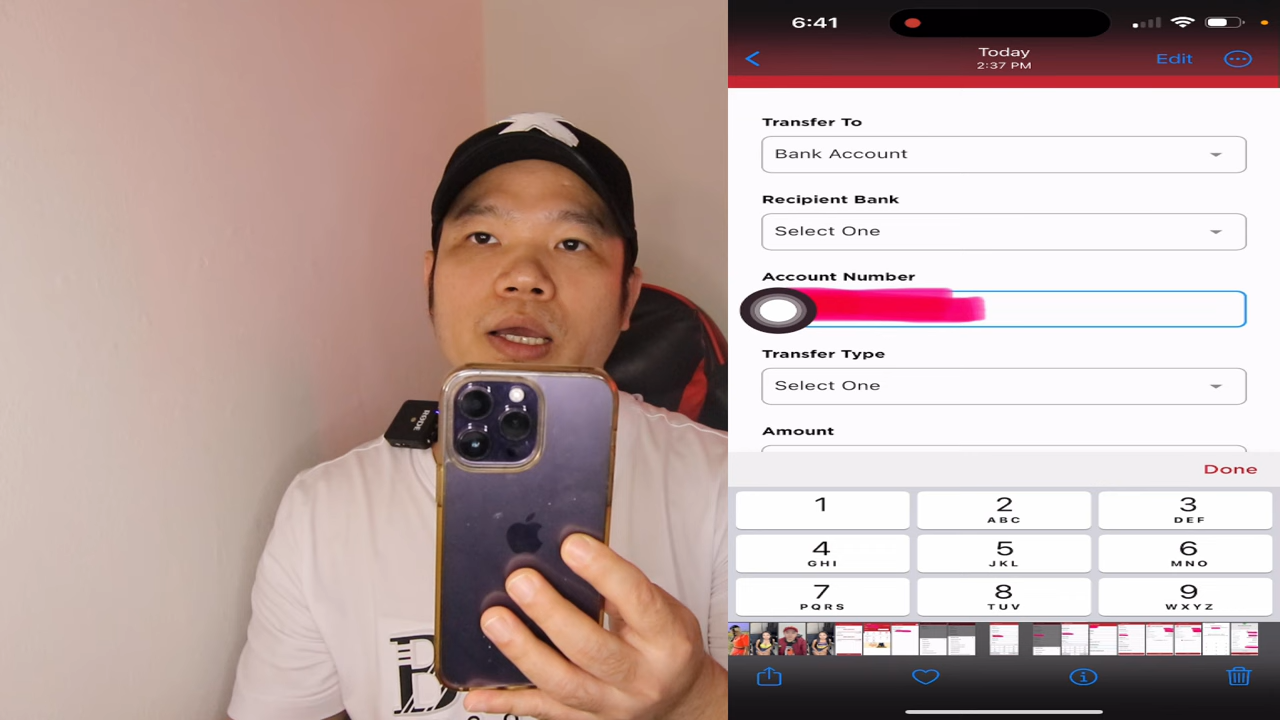 6:41
Today
2:37 PM
Edit
Transfer To
Bank Account
Recipient Bank
Select One
Account Number
Transfer Type
Select One
Amount
Done
1
2
ABC
3
DEF
4
GHI
5
JKL
6
MNO
7
PQRS
8
TUV
9
WXYZ
RODE
B